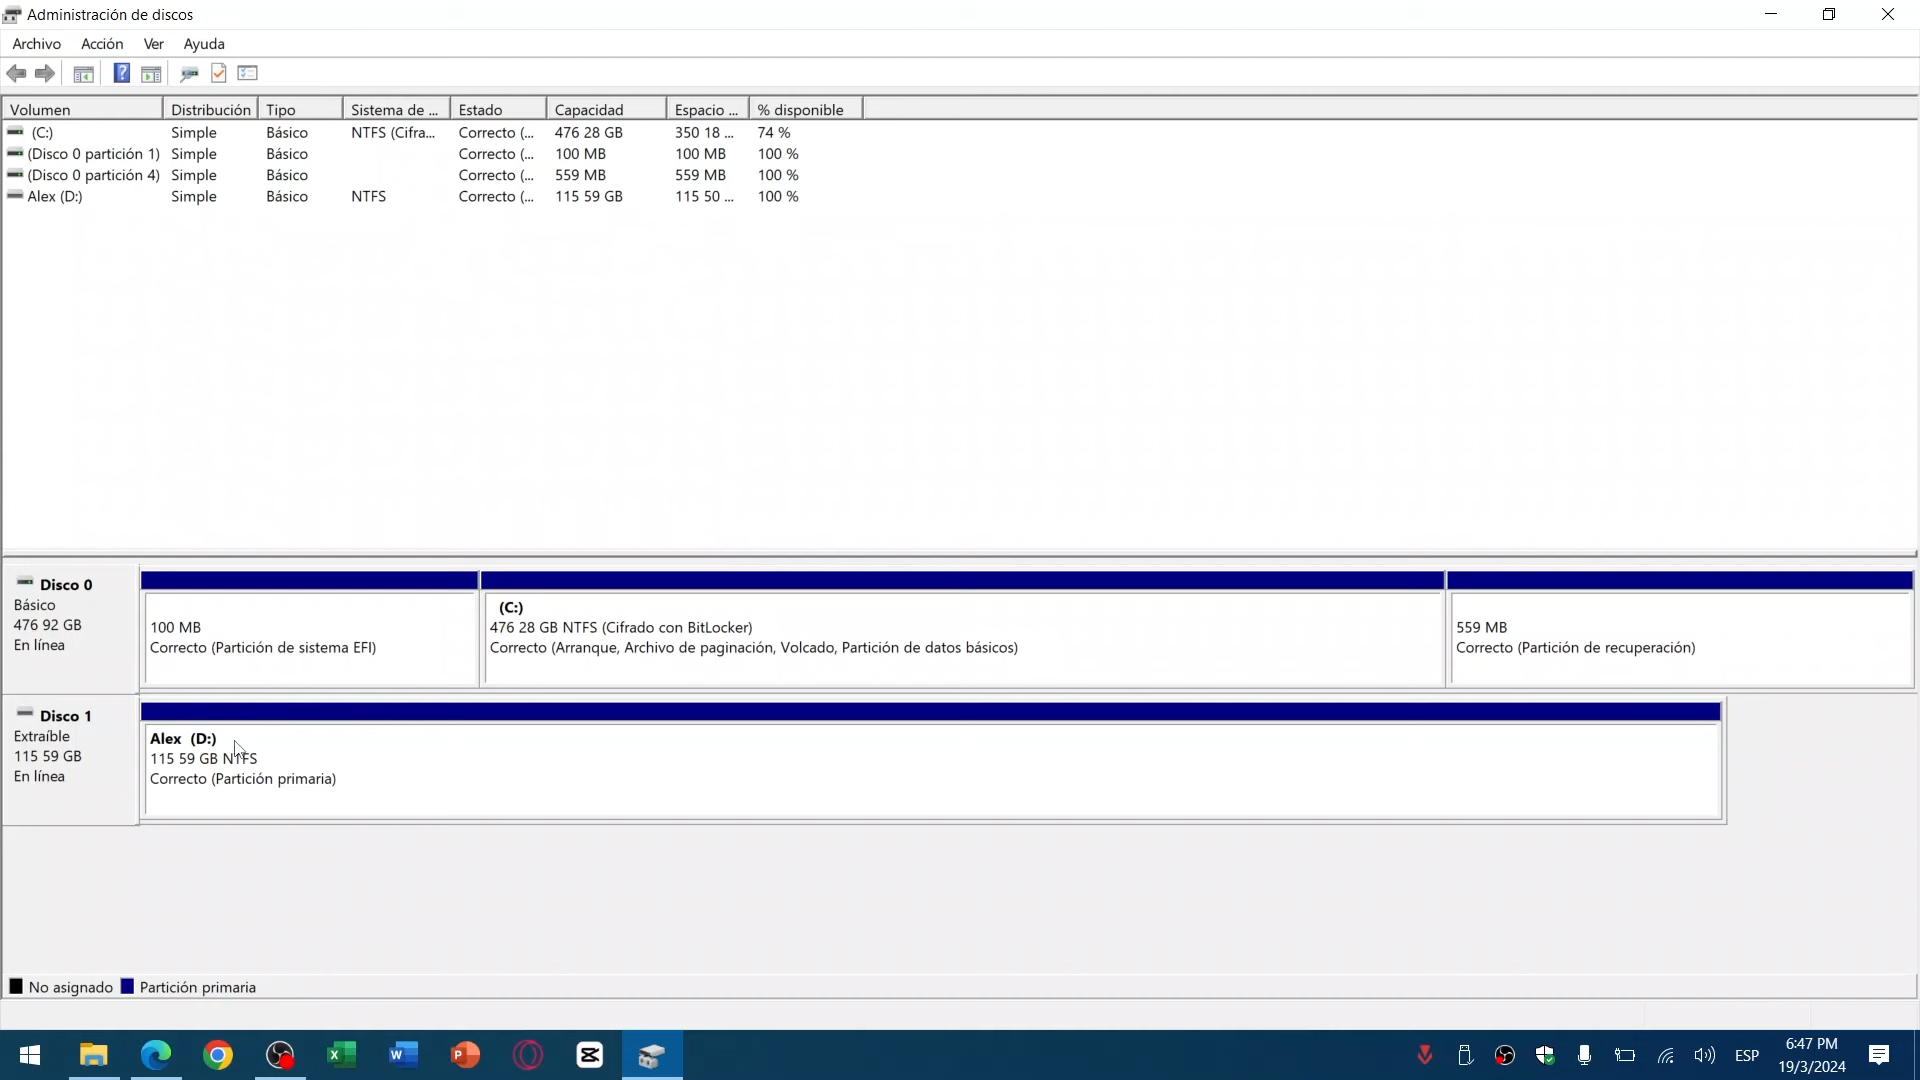 Administración de discos
Archivo Acción Ver Ayuda
Volumen Distribución Tipo Sistema de ... Estado Capacidad Espacio ... % disponible
(C:) Simple Básico NTFS (Cifra... Correcto (... 476 28 GB 350 18 ... 74 %
(Disco 0 partición 1) Simple Básico Correcto (... 100 MB 100 MB 100 %
(Disco 0 partición 4) Simple Básico Correcto (... 559 MB 559 MB 100 %
Alex (D:) Simple Básico NTFS Correcto (... 115 59 GB 115 50 ... 100 %
Disco 0
Básico
476 92 GB
En línea
100 MB
Correcto (Partición de sistema EFI)
(C:)
476 28 GB NTFS (Cifrado con BitLocker)
Correcto (Arranque, Archivo de paginación, Volcado, Partición de datos básicos)
559 MB
Correcto (Partición de recuperación)
Disco 1
Extraíble
115 59 GB
En línea
Alex (D:)
115 59 GB NTFS
Correcto (Partición primaria)
No asignado Partición primaria
ESP
6:47 PM
19/3/2024